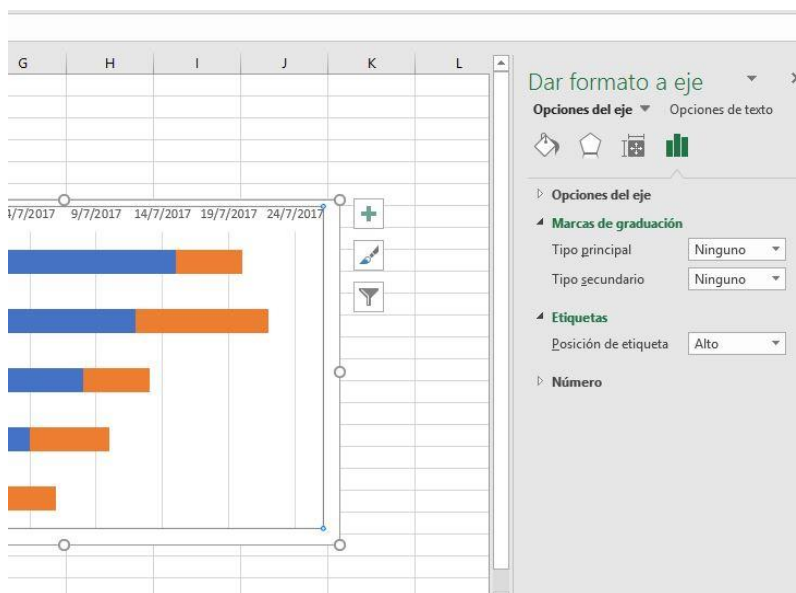 G H I J K L
Dar formato a eje
Opciones del eje Opciones de texto
4/7/2017 9/7/2017 14/7/2017 19/7/2017 24/7/2017
Opciones del eje
Marcas de graduación
Tipo principal Ninguno
Tipo secundario Ninguno
Etiquetas
Posición de etiqueta Alto
Número